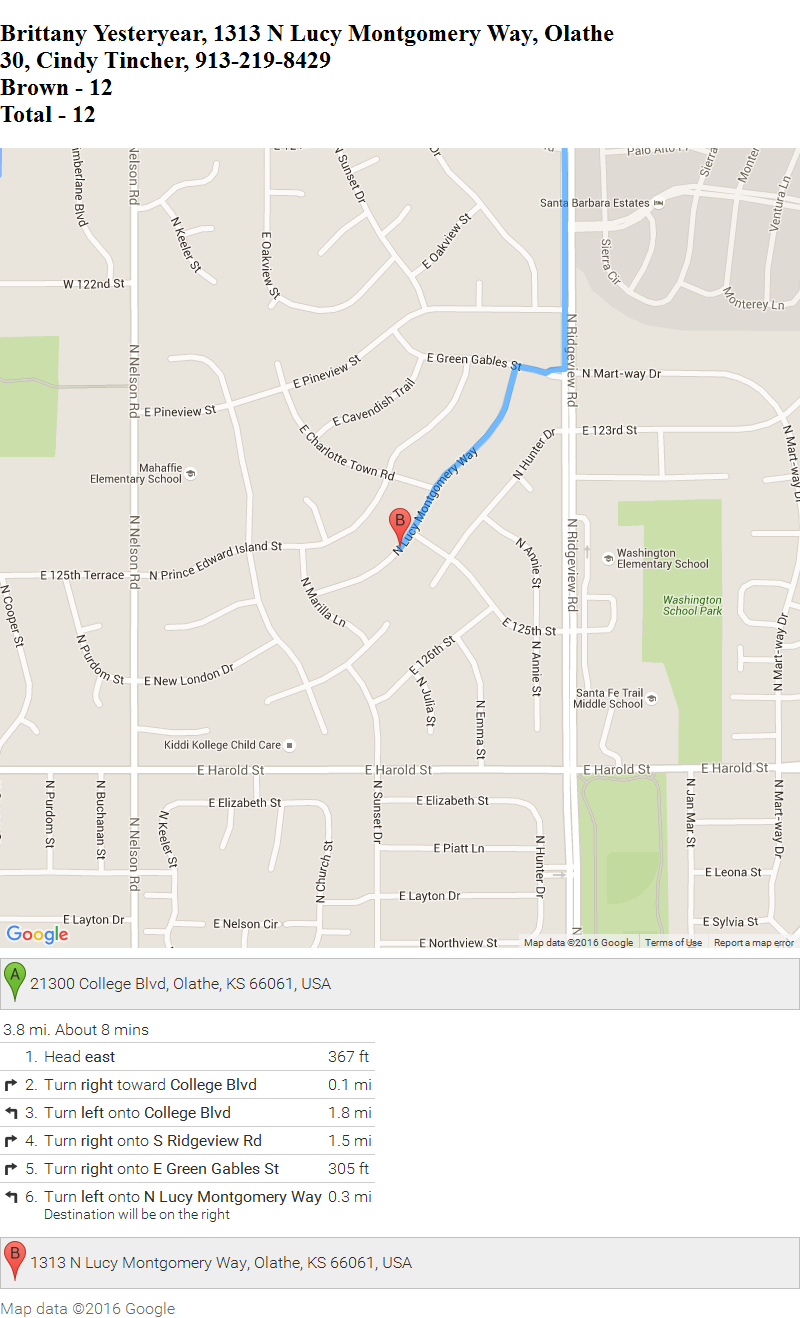 Brittany Yesteryear, 1313 N Lucy Montgomery Way, Olathe
30, Cindy Tincher, 913-219-8429
Brown - 12
Total - 12
Nelson Rd
N Sunset Dr
Dr
Palo Alto
Sierra
Monterey
Ventura Ln
Santa Barbara Estates
N Keeler St
E Oakview St
E Oakview St
Sierra Cir
W 122nd St
Monterey Ln
N Ridgeview Rd
N Nelson Rd
E Green Gables St
E Pineview St
N Mart-way Dr
E Cavendish Trail
E Pineview St
E Charlotte Town Rd
N Hunter Dr
E 123rd St
N Mart-way Dr
Mahaffie
Elementary School
N Lucy Montgomery Way
B
N Nelson Rd
N Ridgeview Rd
E Prince Edward Island St
N Annie St
Washington
Elementary School
E 125th Terrace
N Cooper St
N Marilla Ln
Washington
School Park
E 125th St
N Purdom St
E 126th St
N Annie St
N Mart-way Dr
E New London Dr
N Julia St
N Emma St
Santa Fe Trail
Middle School
Kiddi Kollege Child Care
E Harold St
E Harold St
E Harold St
E Harold St
N Purdom St
N Buchanan St
N Nelson Rd
N Keeler St
E Elizabeth St
N Sunset Dr
E Elizabeth St
N Jan Mar St
N Mart-way Dr
N Church St
E Piatt Ln
N Hunter Dr
E Leona St
E Layton Dr
E Layton Dr
E Nelson Cir
E Sylvia St
E Northview St
Google
Map data ©2016 Google
Terms of Use
Report a map error
A
21300 College Blvd, Olathe, KS 66061, USA
3.8 mi. About 8 mins
1. Head east 367 ft
2. Turn right toward College Blvd 0.1 mi
3. Turn left onto College Blvd 1.8 mi
4. Turn right onto S Ridgeview Rd 1.5 mi
5. Turn right onto E Green Gables St 305 ft
6. Turn left onto N Lucy Montgomery Way 0.3 mi
Destination will be on the right
B
1313 N Lucy Montgomery Way, Olathe, KS 66061, USA
Map data ©2016 Google